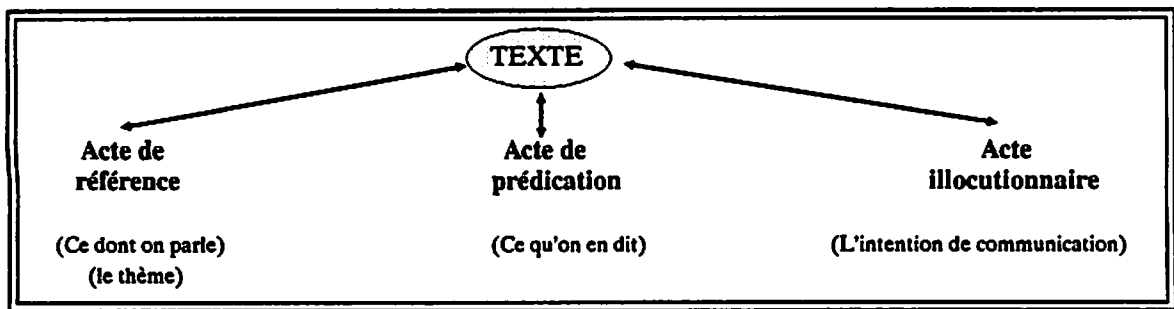 TEXTE
Acte de
référence
(Ce dont on parle)
(le thème)
Acte de
prédication
(Ce qu'on en dit)
Acte
illocutionnaire
(L'intention de communication)